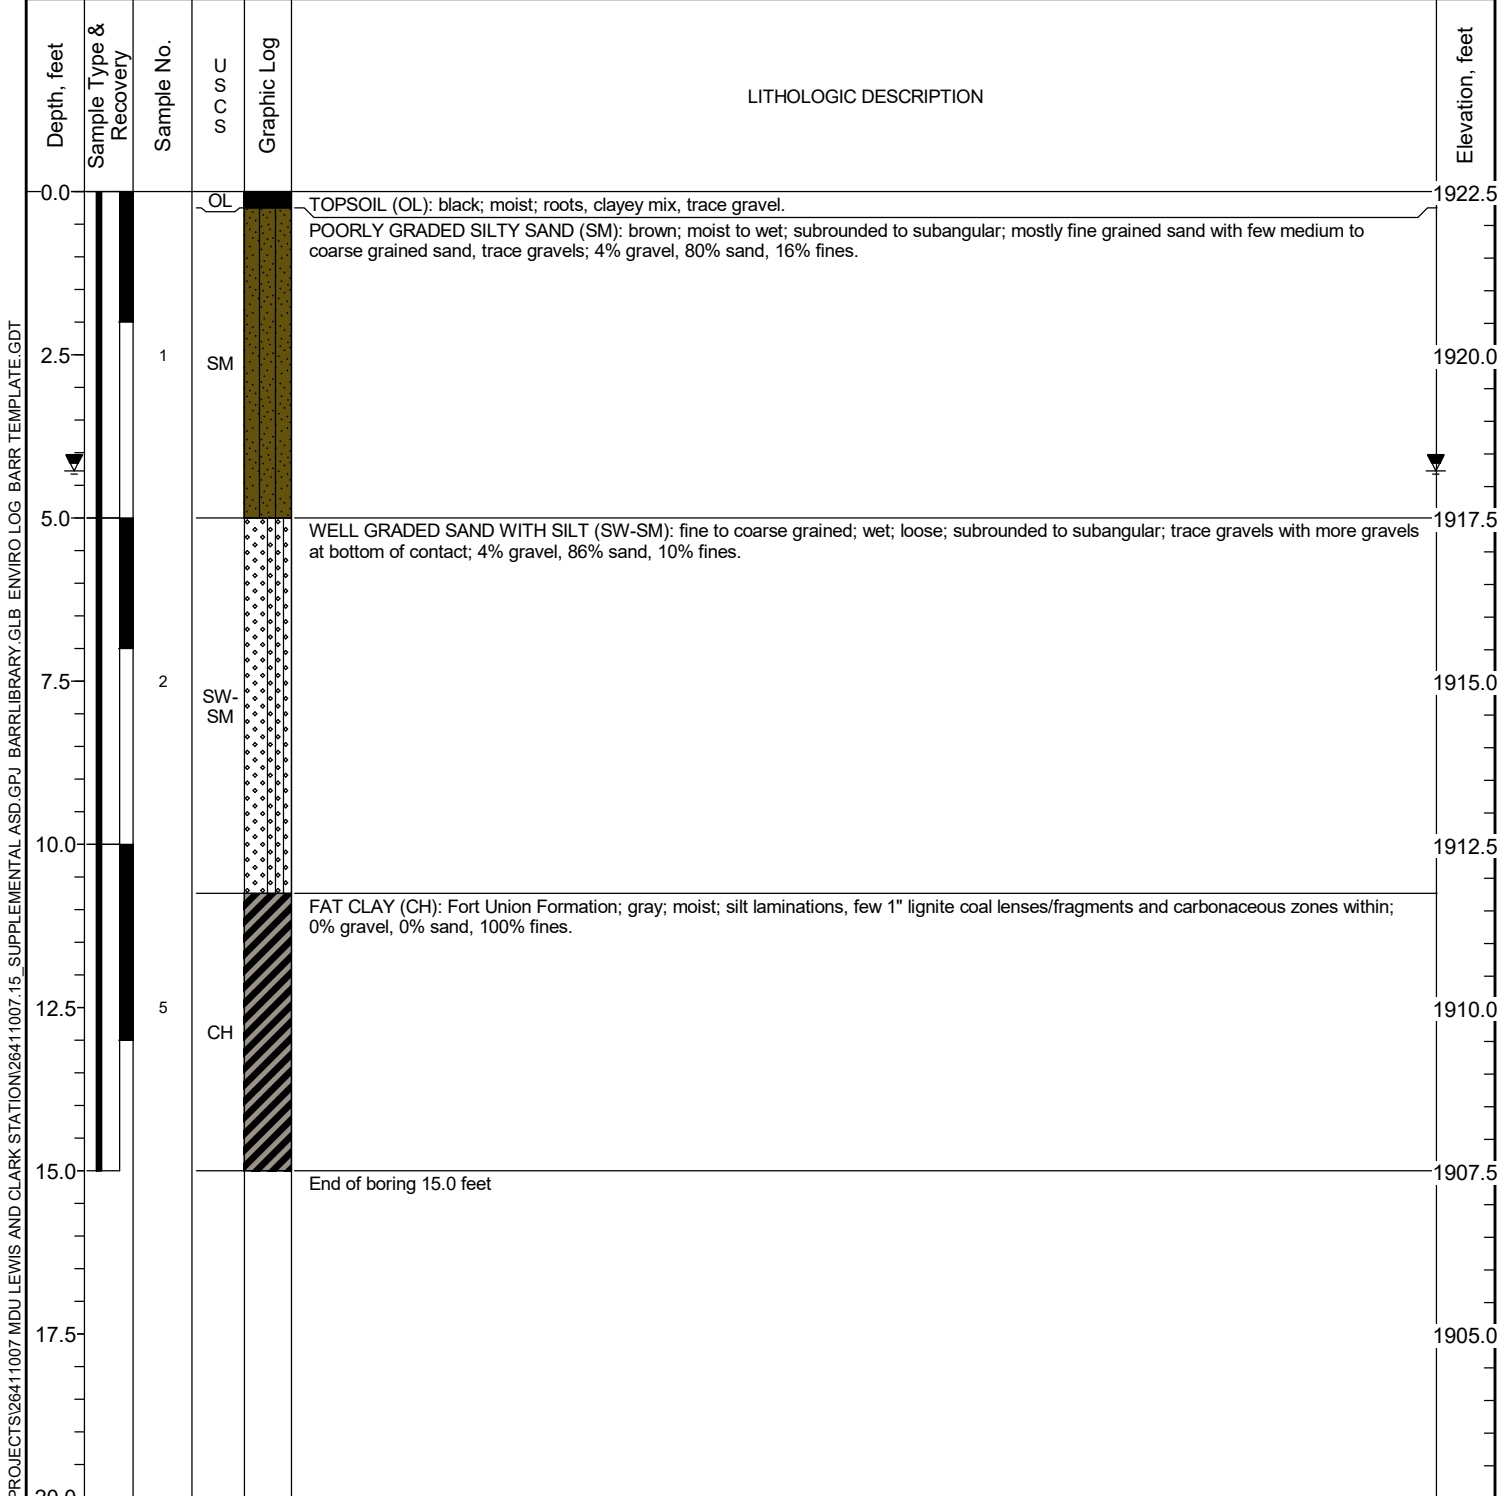 Depth, feet
Sample Type &
Recovery
Sample No.
U
S
C
S
Graphic Log
LITHOLOGIC DESCRIPTION
Elevation, feet
0.0
OL
TOPSOIL (OL): black; moist; roots, clayey mix, trace gravel.
1922.5
POORLY GRADED SILTY SAND (SM): brown; moist to wet; subrounded to subangular; mostly fine grained sand with few medium to
coarse grained sand, trace gravels; 4% gravel, 80% sand, 16% fines.
2.5
1
SM
1920.0
5.0
1917.5
WELL GRADED SAND WITH SILT (SW-SM): fine to coarse grained; wet; loose; subrounded to subangular; trace gravels with more gravels
at bottom of contact; 4% gravel, 86% sand, 10% fines.
7.5
2
SW-
SM
1915.0
10.0
1912.5
FAT CLAY (CH): Fort Union Formation; gray; moist; silt laminations, few 1" lignite coal lenses/fragments and carbonaceous zones within;
0% gravel, 0% sand, 100% fines.
12.5
5
CH
1910.0
15.0
1907.5
End of boring 15.0 feet
17.5
1905.0
20.0
PROJECTS\26411007 MDU LEWIS AND CLARK STATION\26411007.15_SUPPLEMENTAL ASD.GPJ BARRLIBRARY.GLB ENVIRO LOG BARR TEMPLATE.GDT